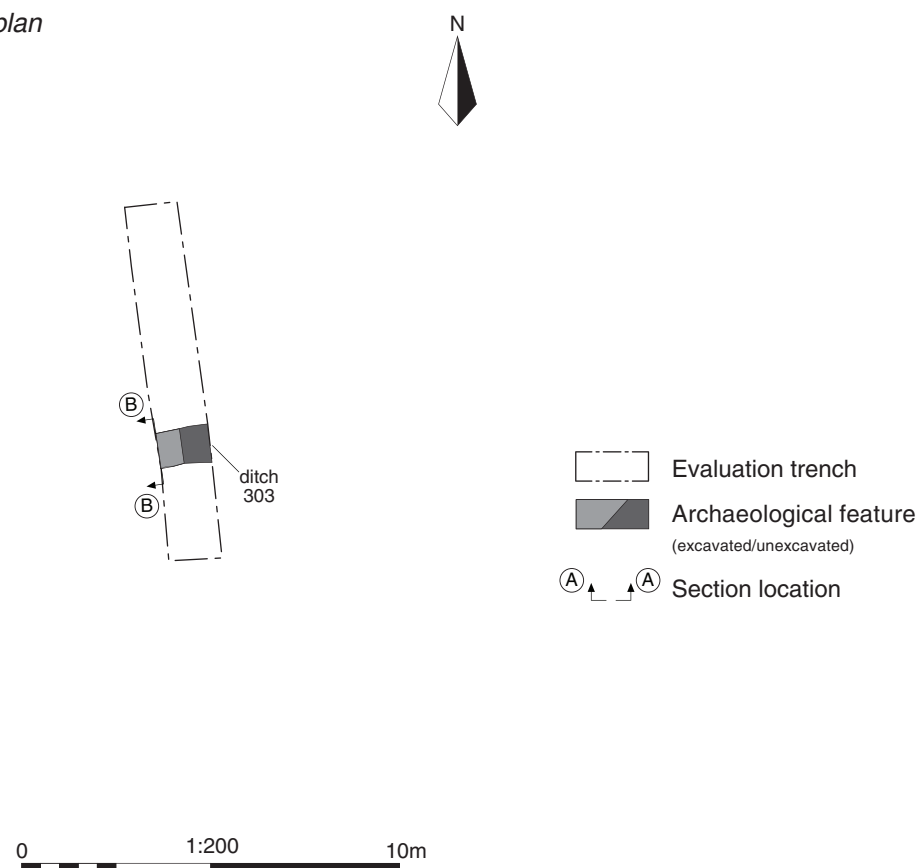 plan
N
B
B
ditch
303
Evaluation trench
Archaeological feature
(excavated/unexcavated)
A A Section location
0 1:200 10m